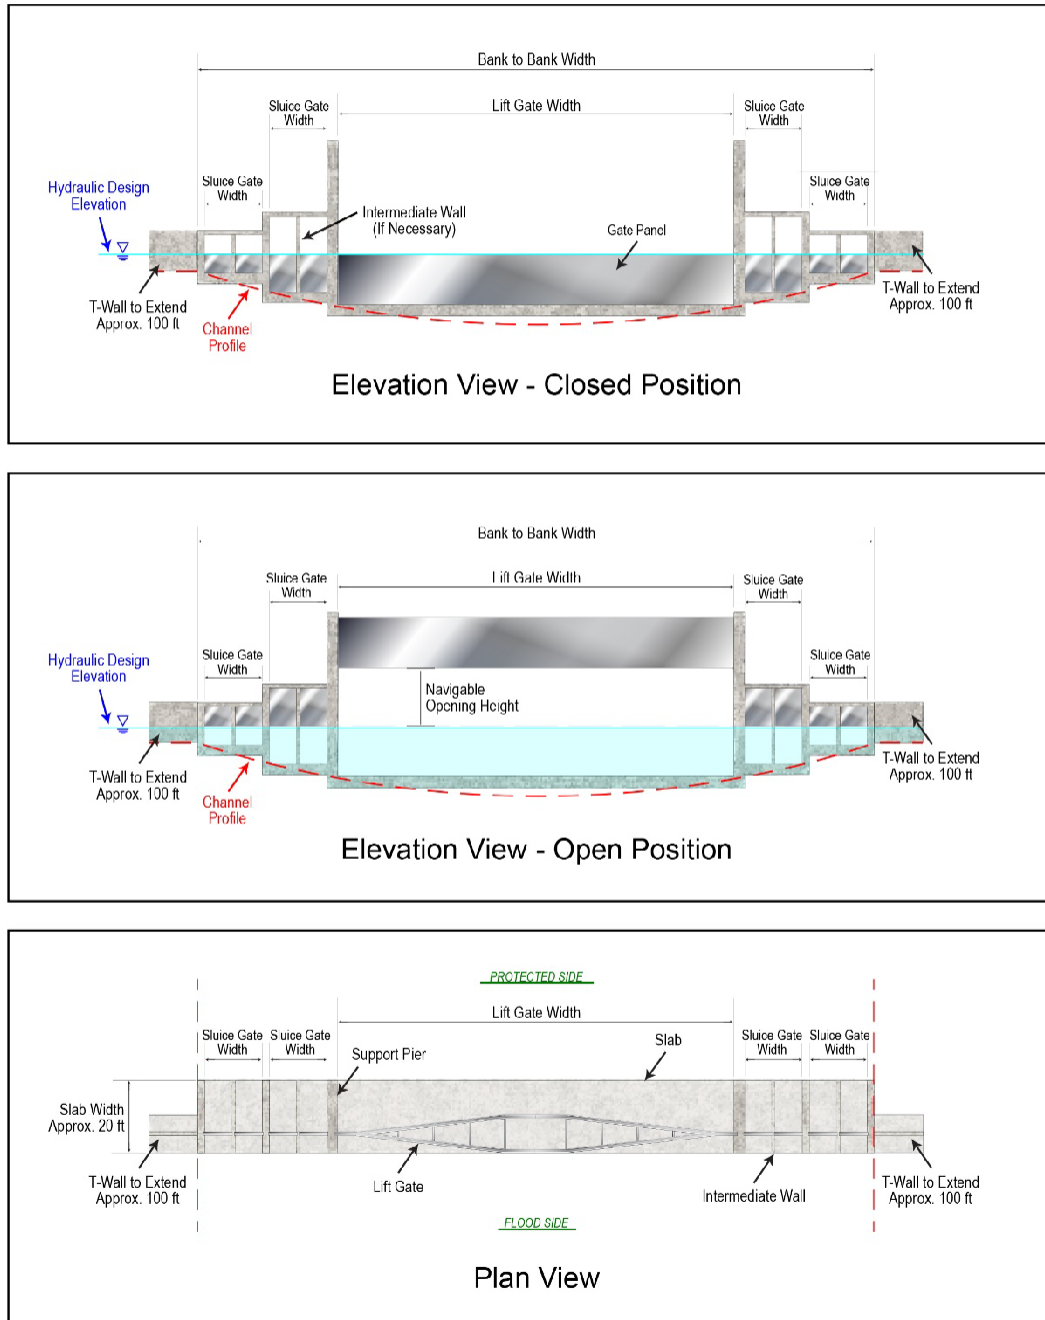 Bank to Bank Width
Lift Gate Width
Sluice Gate
Width
Sluice Gate
Width
Sluice Gate
Width
Sluice Gate
Width
Hydraulic Design
Elevation
Intermediate Wall
(If Necessary)
Gate Panel
T-Wall to Extend
Approx. 100 ft
Channel
Profile
T-Wall to Extend
Approx. 100 ft
Elevation View - Closed Position
Bank to Bank Width
Lift Gate Width
Sluice Gate
Width
Sluice Gate
Width
Sluice Gate
Width
Sluice Gate
Width
Hydraulic Design
Elevation
Navigable
Opening Height
T-Wall to Extend
Approx. 100 ft
Channel
Profile
T-Wall to Extend
Approx. 100 ft
Elevation View - Open Position
PROTECTED SIDE
Lift Gate Width
Sluice Gate
Width
Sluice Gate
Width
Sluice Gate
Width
Sluice Gate
Width
Support Pier
Slab
Slab Width
Approx. 20 ft
T-Wall to Extend
Approx. 100 ft
Lift Gate
Intermediate Wall
T-Wall to Extend
Approx. 100 ft
FLOOD SIDE
Plan View